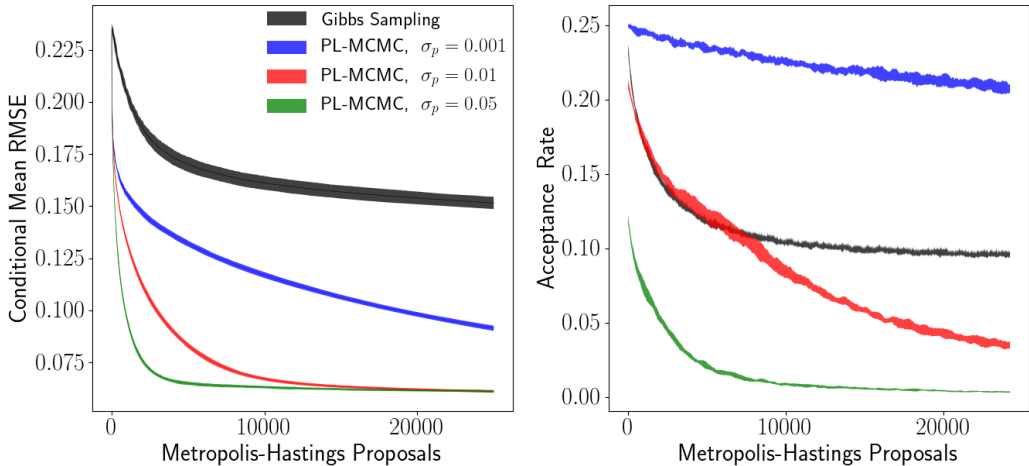 Gibbs Sampling
PL-MCMC, σp = 0.001
PL-MCMC, σp = 0.01
PL-MCMC, σp = 0.05
0.225
0.200
0.175
0.150
0.125
0.100
0.075
Conditional Mean RMSE
0
10000
20000
Metropolis-Hastings Proposals
0.25
0.20
0.15
0.10
0.05
0.00
Acceptance Rate
0
10000
20000
Metropolis-Hastings Proposals